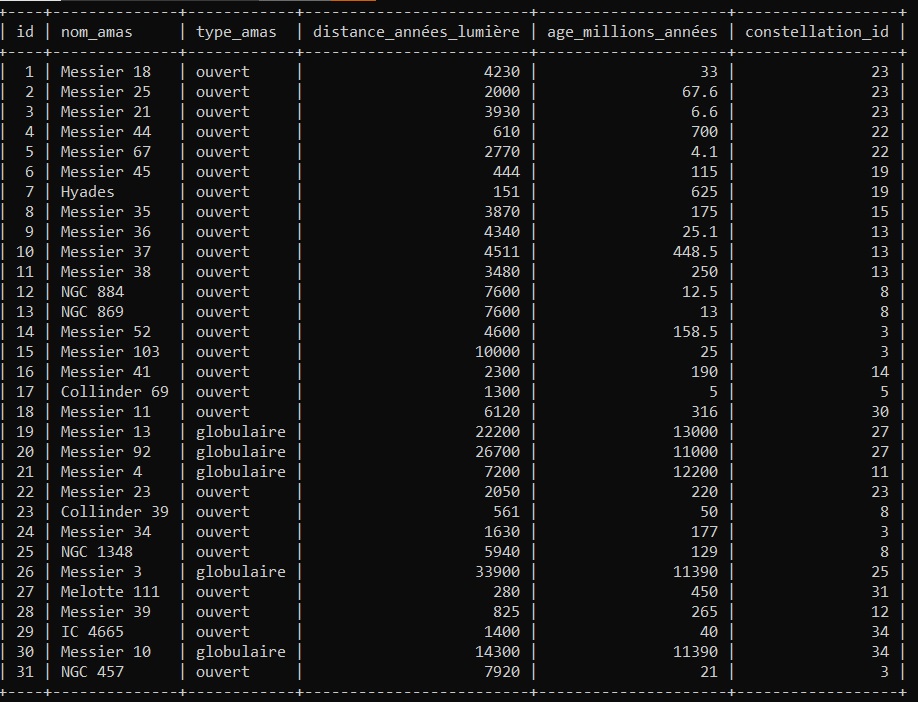 +----+--------------+------------+-------------------------+---------------------+------------------+
| id | nom_amas     | type_amas  | distance_années_lumière | age_millions_années | constellation_id |
+----+--------------+------------+-------------------------+---------------------+------------------+
|  1 | Messier 18   | ouvert     |                    4230 |                  33 |               23 |
|  2 | Messier 25   | ouvert     |                    2000 |                67.6 |               23 |
|  3 | Messier 21   | ouvert     |                    3930 |                 6.6 |               23 |
|  4 | Messier 44   | ouvert     |                     610 |                 700 |               22 |
|  5 | Messier 67   | ouvert     |                    2770 |                 4.1 |               22 |
|  6 | Messier 45   | ouvert     |                     444 |                 115 |               19 |
|  7 | Hyades       | ouvert     |                     151 |                 625 |               19 |
|  8 | Messier 35   | ouvert     |                    3870 |                 175 |               15 |
|  9 | Messier 36   | ouvert     |                    4340 |                25.1 |               13 |
| 10 | Messier 37   | ouvert     |                    4511 |               448.5 |               13 |
| 11 | Messier 38   | ouvert     |                    3480 |                 250 |               13 |
| 12 | NGC 884      | ouvert     |                    7600 |                12.5 |                8 |
| 13 | NGC 869      | ouvert     |                    7600 |                  13 |                8 |
| 14 | Messier 52   | ouvert     |                    4600 |               158.5 |                3 |
| 15 | Messier 103  | ouvert     |                   10000 |                  25 |                3 |
| 16 | Messier 41   | ouvert     |                    2300 |                 190 |               14 |
| 17 | Collinder 69 | ouvert     |                    1300 |                   5 |                5 |
| 18 | Messier 11   | ouvert     |                    6120 |                 316 |               30 |
| 19 | Messier 13   | globulaire |                   22200 |               13000 |               27 |
| 20 | Messier 92   | globulaire |                   26700 |               11000 |               27 |
| 21 | Messier 4    | globulaire |                    7200 |               12200 |               11 |
| 22 | Messier 23   | ouvert     |                    2050 |                 220 |               23 |
| 23 | Collinder 39 | ouvert     |                     561 |                  50 |                8 |
| 24 | Messier 34   | ouvert     |                    1630 |                 177 |                3 |
| 25 | NGC 1348     | ouvert     |                    5940 |                 129 |                8 |
| 26 | Messier 3    | globulaire |                   33900 |               11390 |               25 |
| 27 | Melotte 111  | ouvert     |                     280 |                 450 |               31 |
| 28 | Messier 39   | ouvert     |                     825 |                 265 |               12 |
| 29 | IC 4665      | ouvert     |                    1400 |                  40 |               34 |
| 30 | Messier 10   | globulaire |                   14300 |               11390 |               34 |
| 31 | NGC 457      | ouvert     |                    7920 |                  21 |                3 |
+----+--------------+------------+-------------------------+---------------------+------------------+